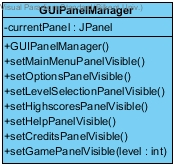 GUIPanelManager
-currentPanel : JPanel
+GUIPanelManager()
+setMainMenuPanelVisible()
+setOptionsPanelVisible()
+setLevelSelectionPanelVisible()
+setHighscoresPanelVisible()
+setHelpPanelVisible()
+setCreditsPanelVisible()
+setGamePanelVisible(level : int)